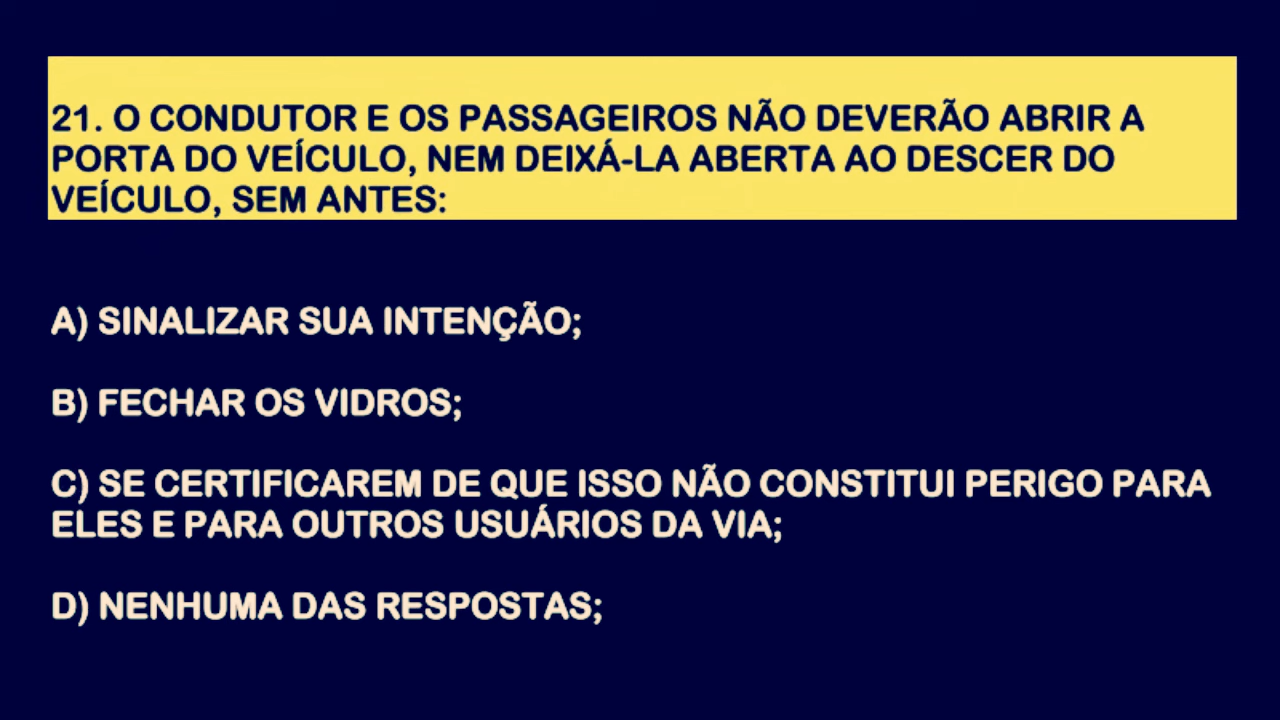 21. O CONDUTOR E OS PASSAGEIROS NÃO DEVERÃO ABRIR A
PORTA DO VEÍCULO, NEM DEIXÁ-LA ABERTA AO DESCER DO
VEÍCULO, SEM ANTES:
A) SINALIZAR SUA INTENÇÃO;
B) FECHAR OS VIDROS;
C) SE CERTIFICAREM DE QUE ISSO NÃO CONSTITUI PERIGO PARA
ELES E PARA OUTROS USUÁRIOS DA VIA;
D) NENHUMA DAS RESPOSTAS;